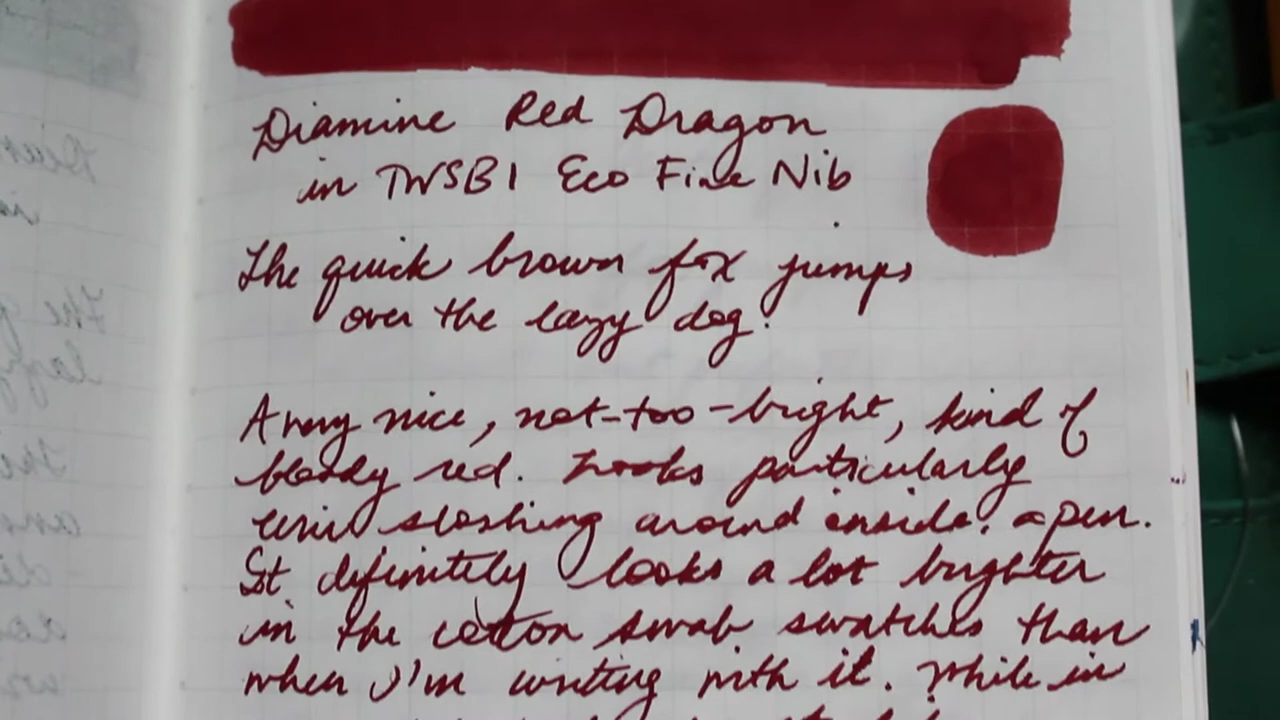 Diamine Red Dragon
in TWSBI Eco Fine Nib
The quick brown fox jumps
over the lazy dog.
A very nice, not-too-bright, kind of
bloody red. Looks particularly
sloshing around inside a pen.
It definitely looks a lot brighter
in the cotton swab swatches than
when I'm writing with it. While in